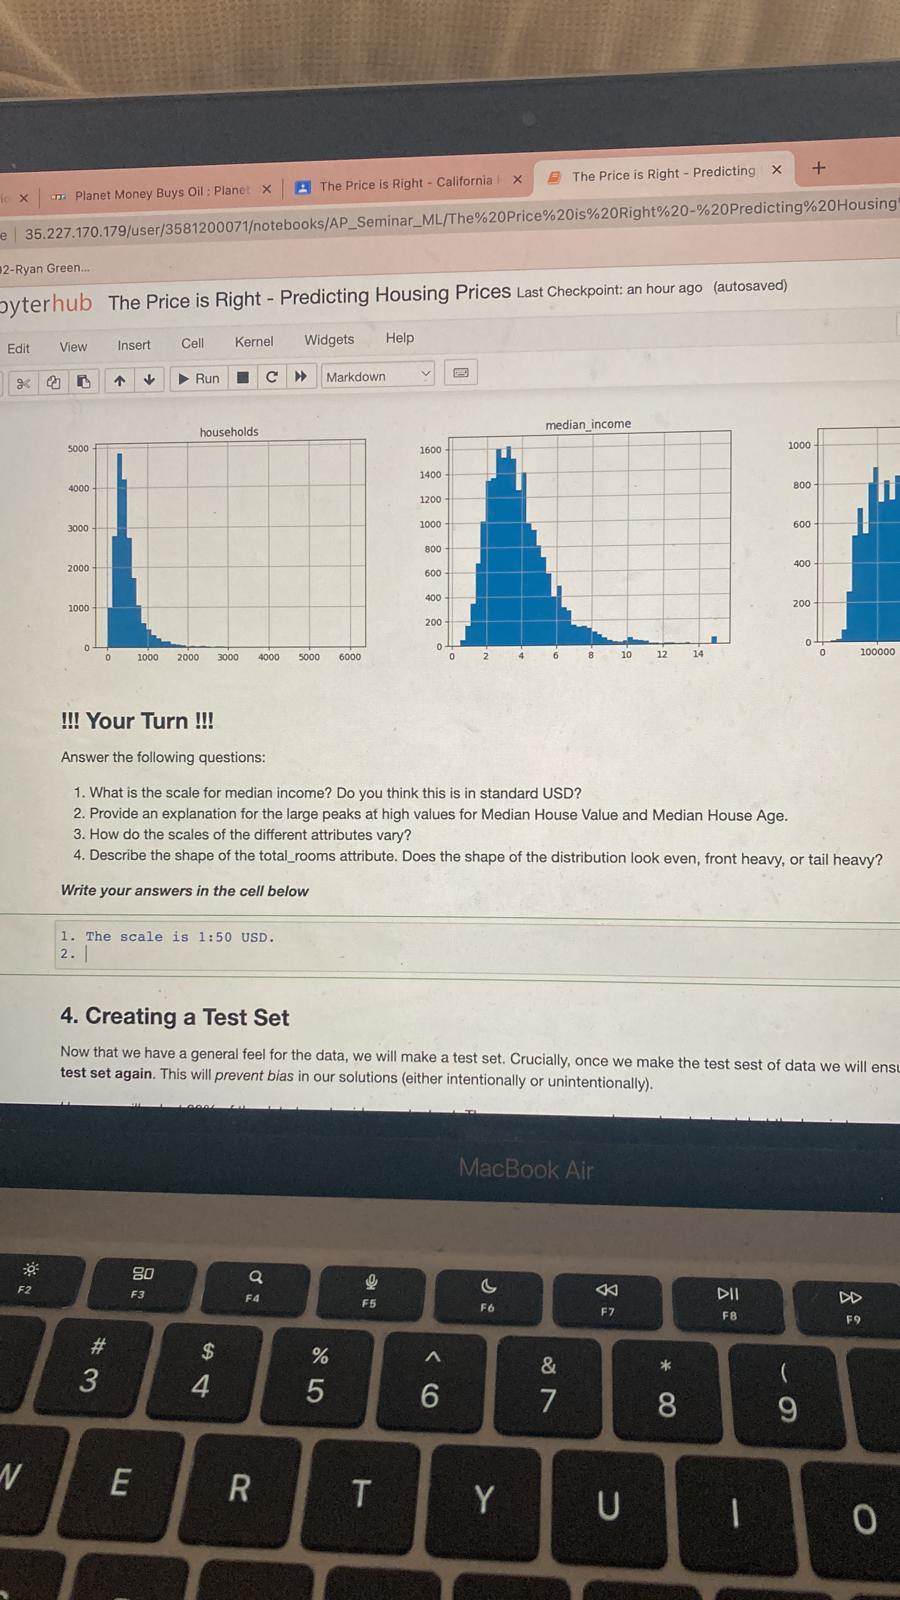 Planet Money Buys Oil : Planet
The Price is Right - California
The Price is Right - Predicting
35.227.170.179/user/3581200071/notebooks/AP_Seminar_ML/The%20Price%20is%20Right%20-%20Predicting%20Housing
2-Ryan Green...
pyterhub The Price is Right - Predicting Housing Prices Last Checkpoint: an hour ago (autosaved)
Edit View Insert Cell Kernel Widgets Help
Run Markdown
households
5000
4000
3000
2000
1000
0
0 1000 2000 3000 4000 5000 6000
median_income
1600
1400
1200
1000
800
600
400
200
0
0 2 4 6 8 10 12 14
1000
800
600
400
200
0
0 100000
!!! Your Turn !!!
Answer the following questions:
1. What is the scale for median income? Do you think this is in standard USD?
2. Provide an explanation for the large peaks at high values for Median House Value and Median House Age.
3. How do the scales of the different attributes vary?
4. Describe the shape of the total_rooms attribute. Does the shape of the distribution look even, front heavy, or tail heavy?
Write your answers in the cell below
1. The scale is 1:50 USD.
2.
4. Creating a Test Set
Now that we have a general feel for the data, we will make a test set. Crucially, once we make the test sest of data we will ensu
test set again. This will prevent bias in our solutions (either intentionally or unintentionally).
MacBook Air
F2 F3 F4 F5 F6 F7 F8 F9
# $ % ^ & * (
3 4 5 6 7 8 9
W E R T Y U I O